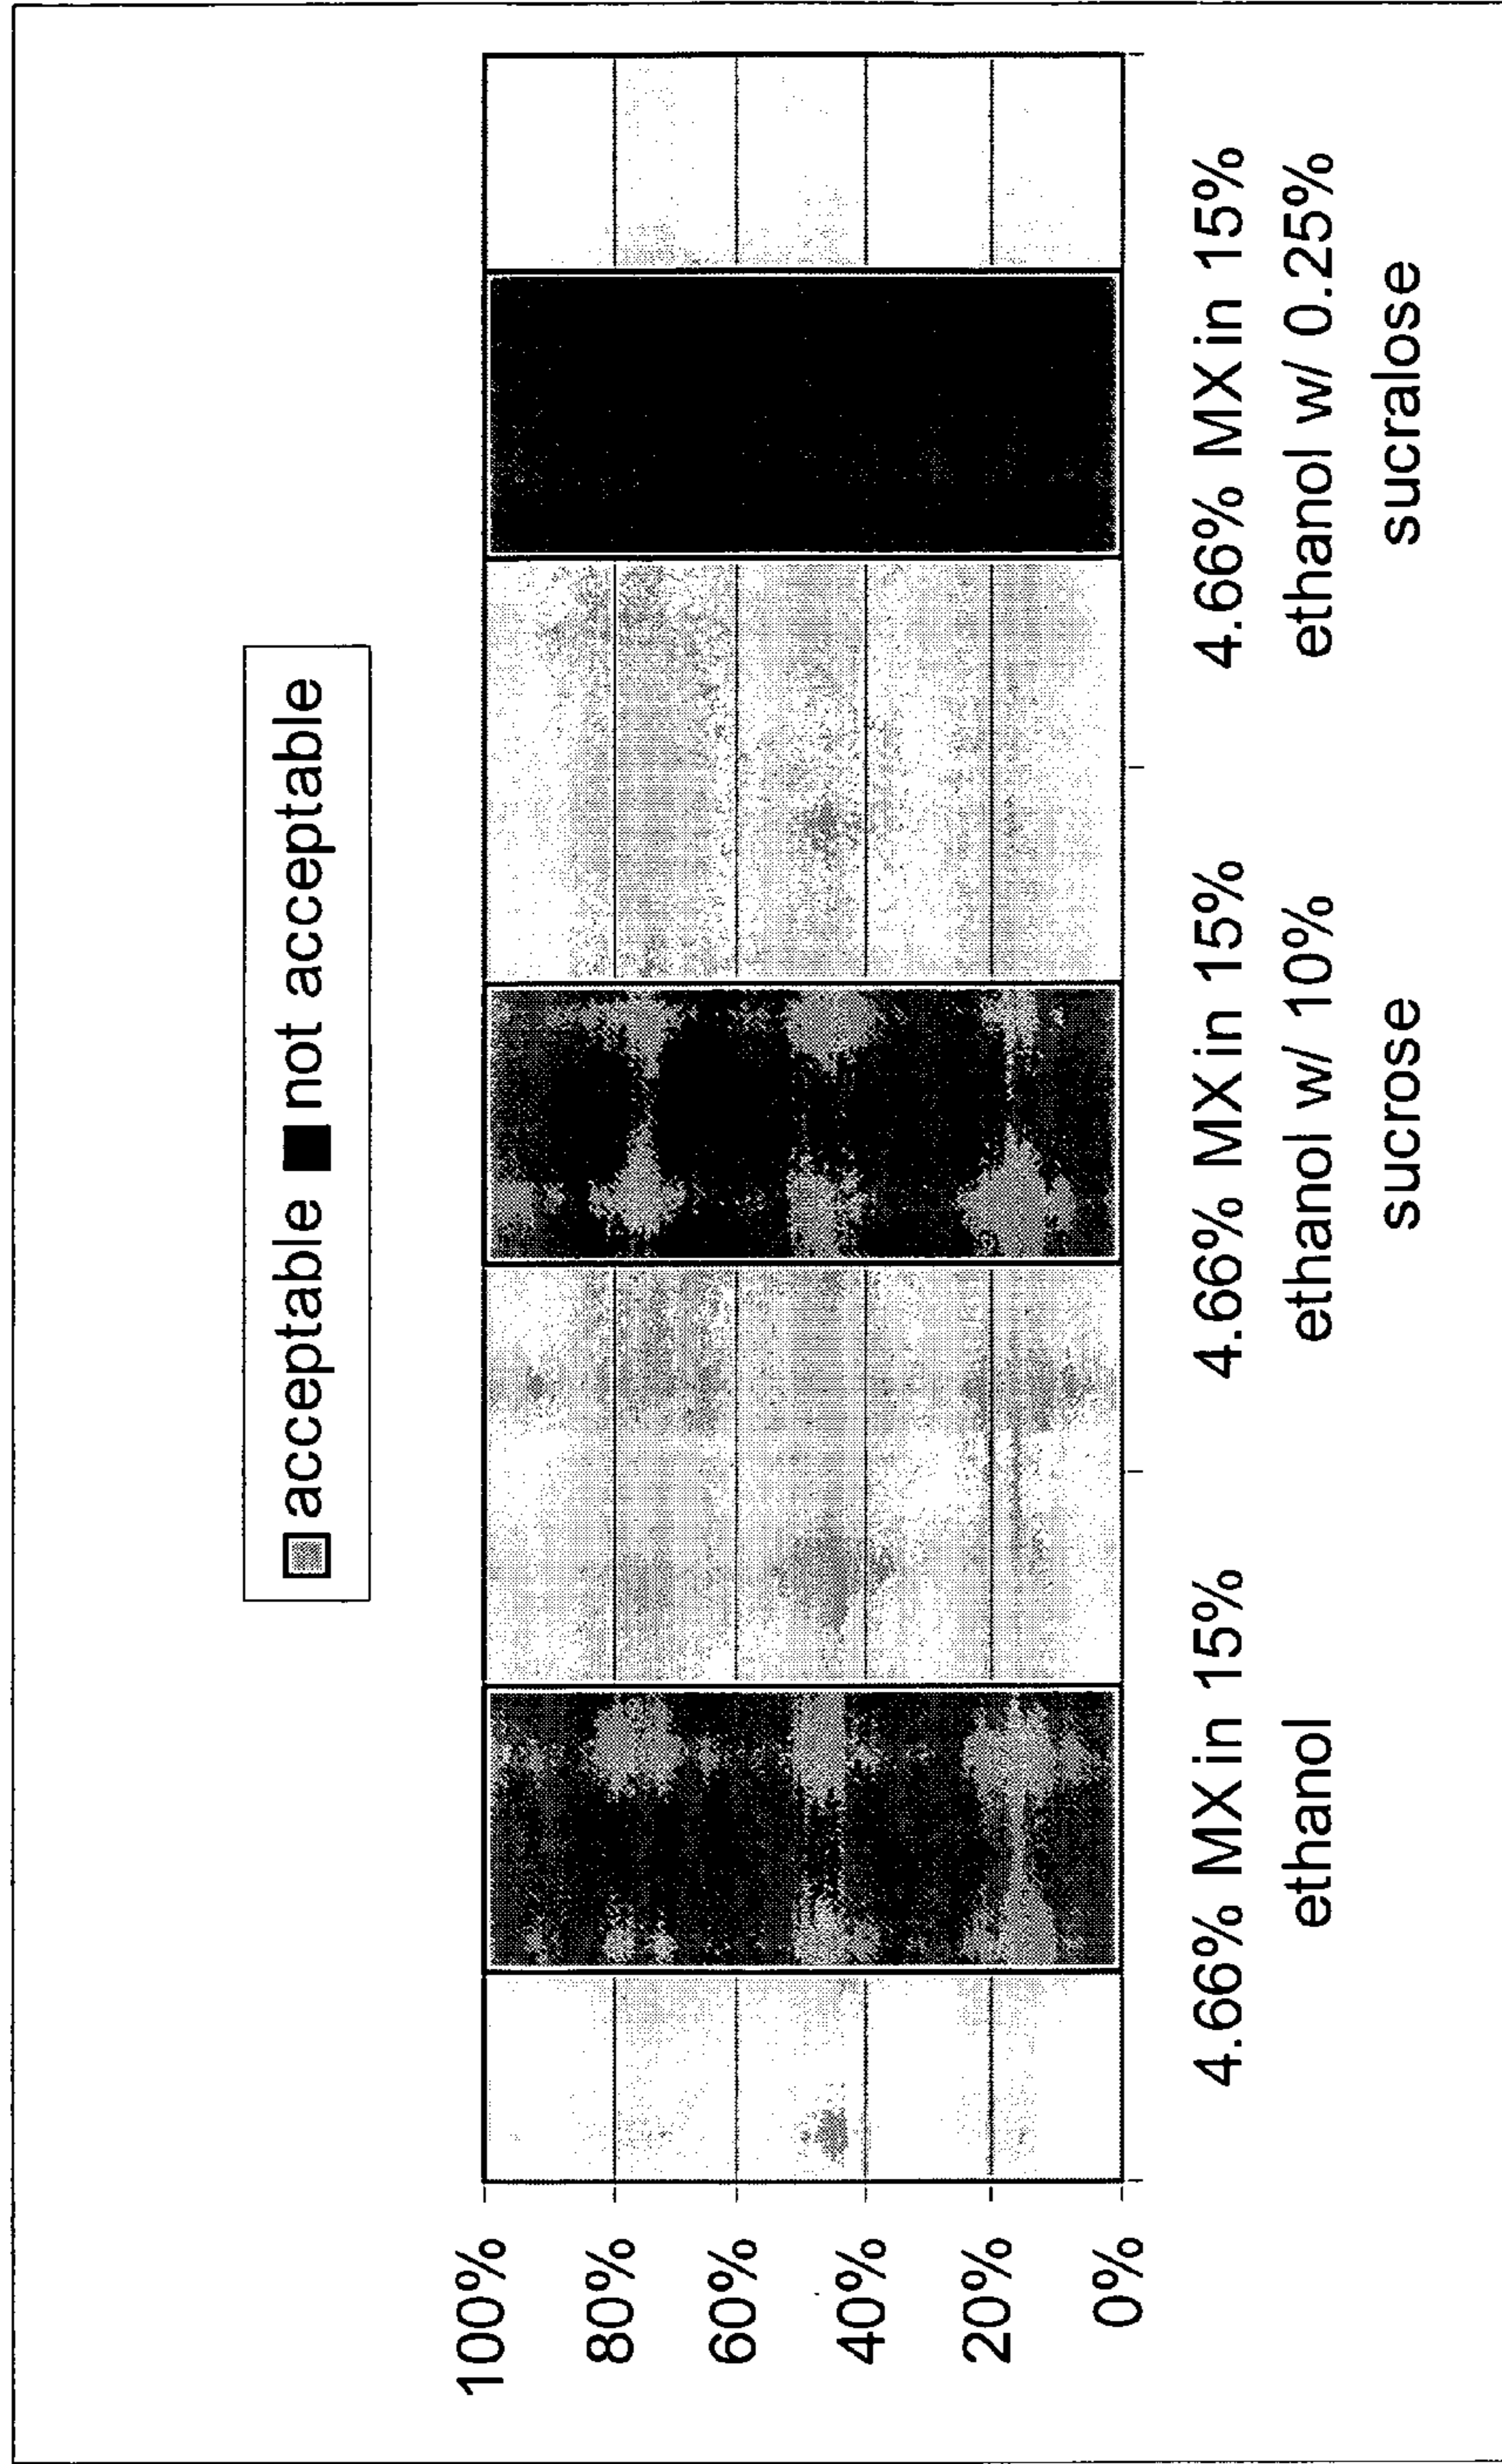 acceptable not acceptable
100%
80%
60%
40%
20%
0%
4.66% MX in 15%
ethanol
4.66% MX in 15%
ethanol w/ 10%
sucrose
4.66% MX in 15%
ethanol w/ 0.25%
sucralose